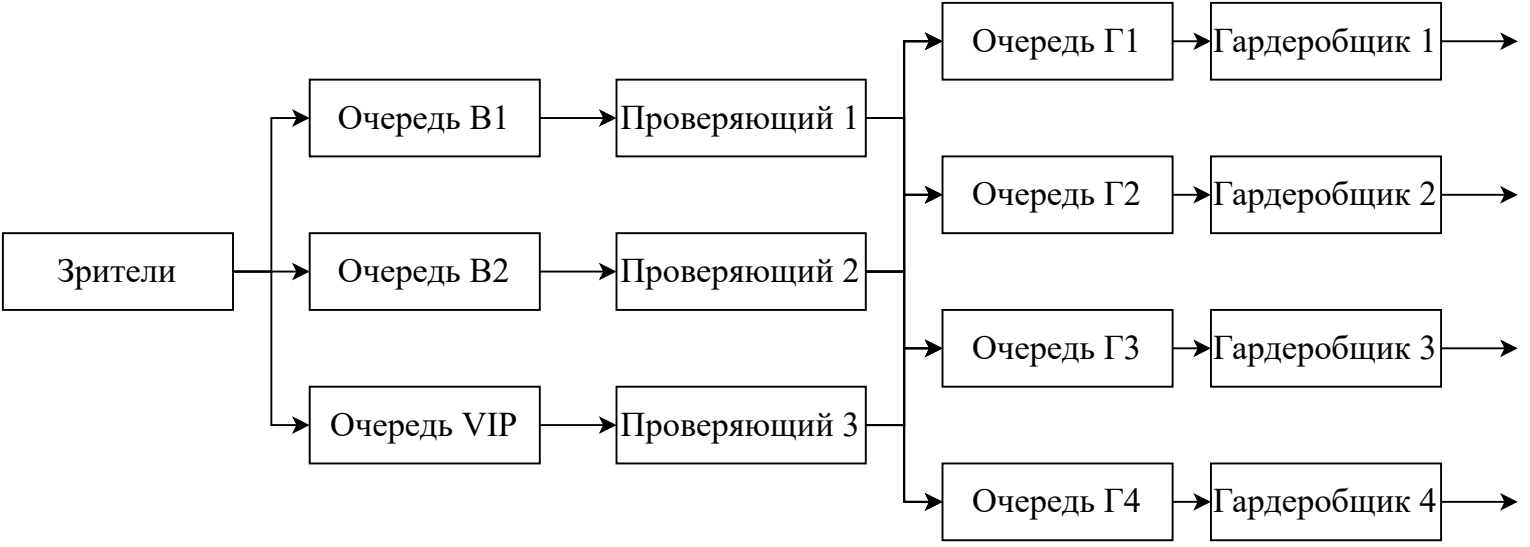 Очередь Г1
Гардеробщик 1
Очередь В1
Проверяющий 1
Очередь Г2
Гардеробщик 2
Зрители
Очередь В2
Проверяющий 2
Очередь Г3
Гардеробщик 3
Очередь VIP
Проверяющий 3
Очередь Г4
Гардеробщик 4